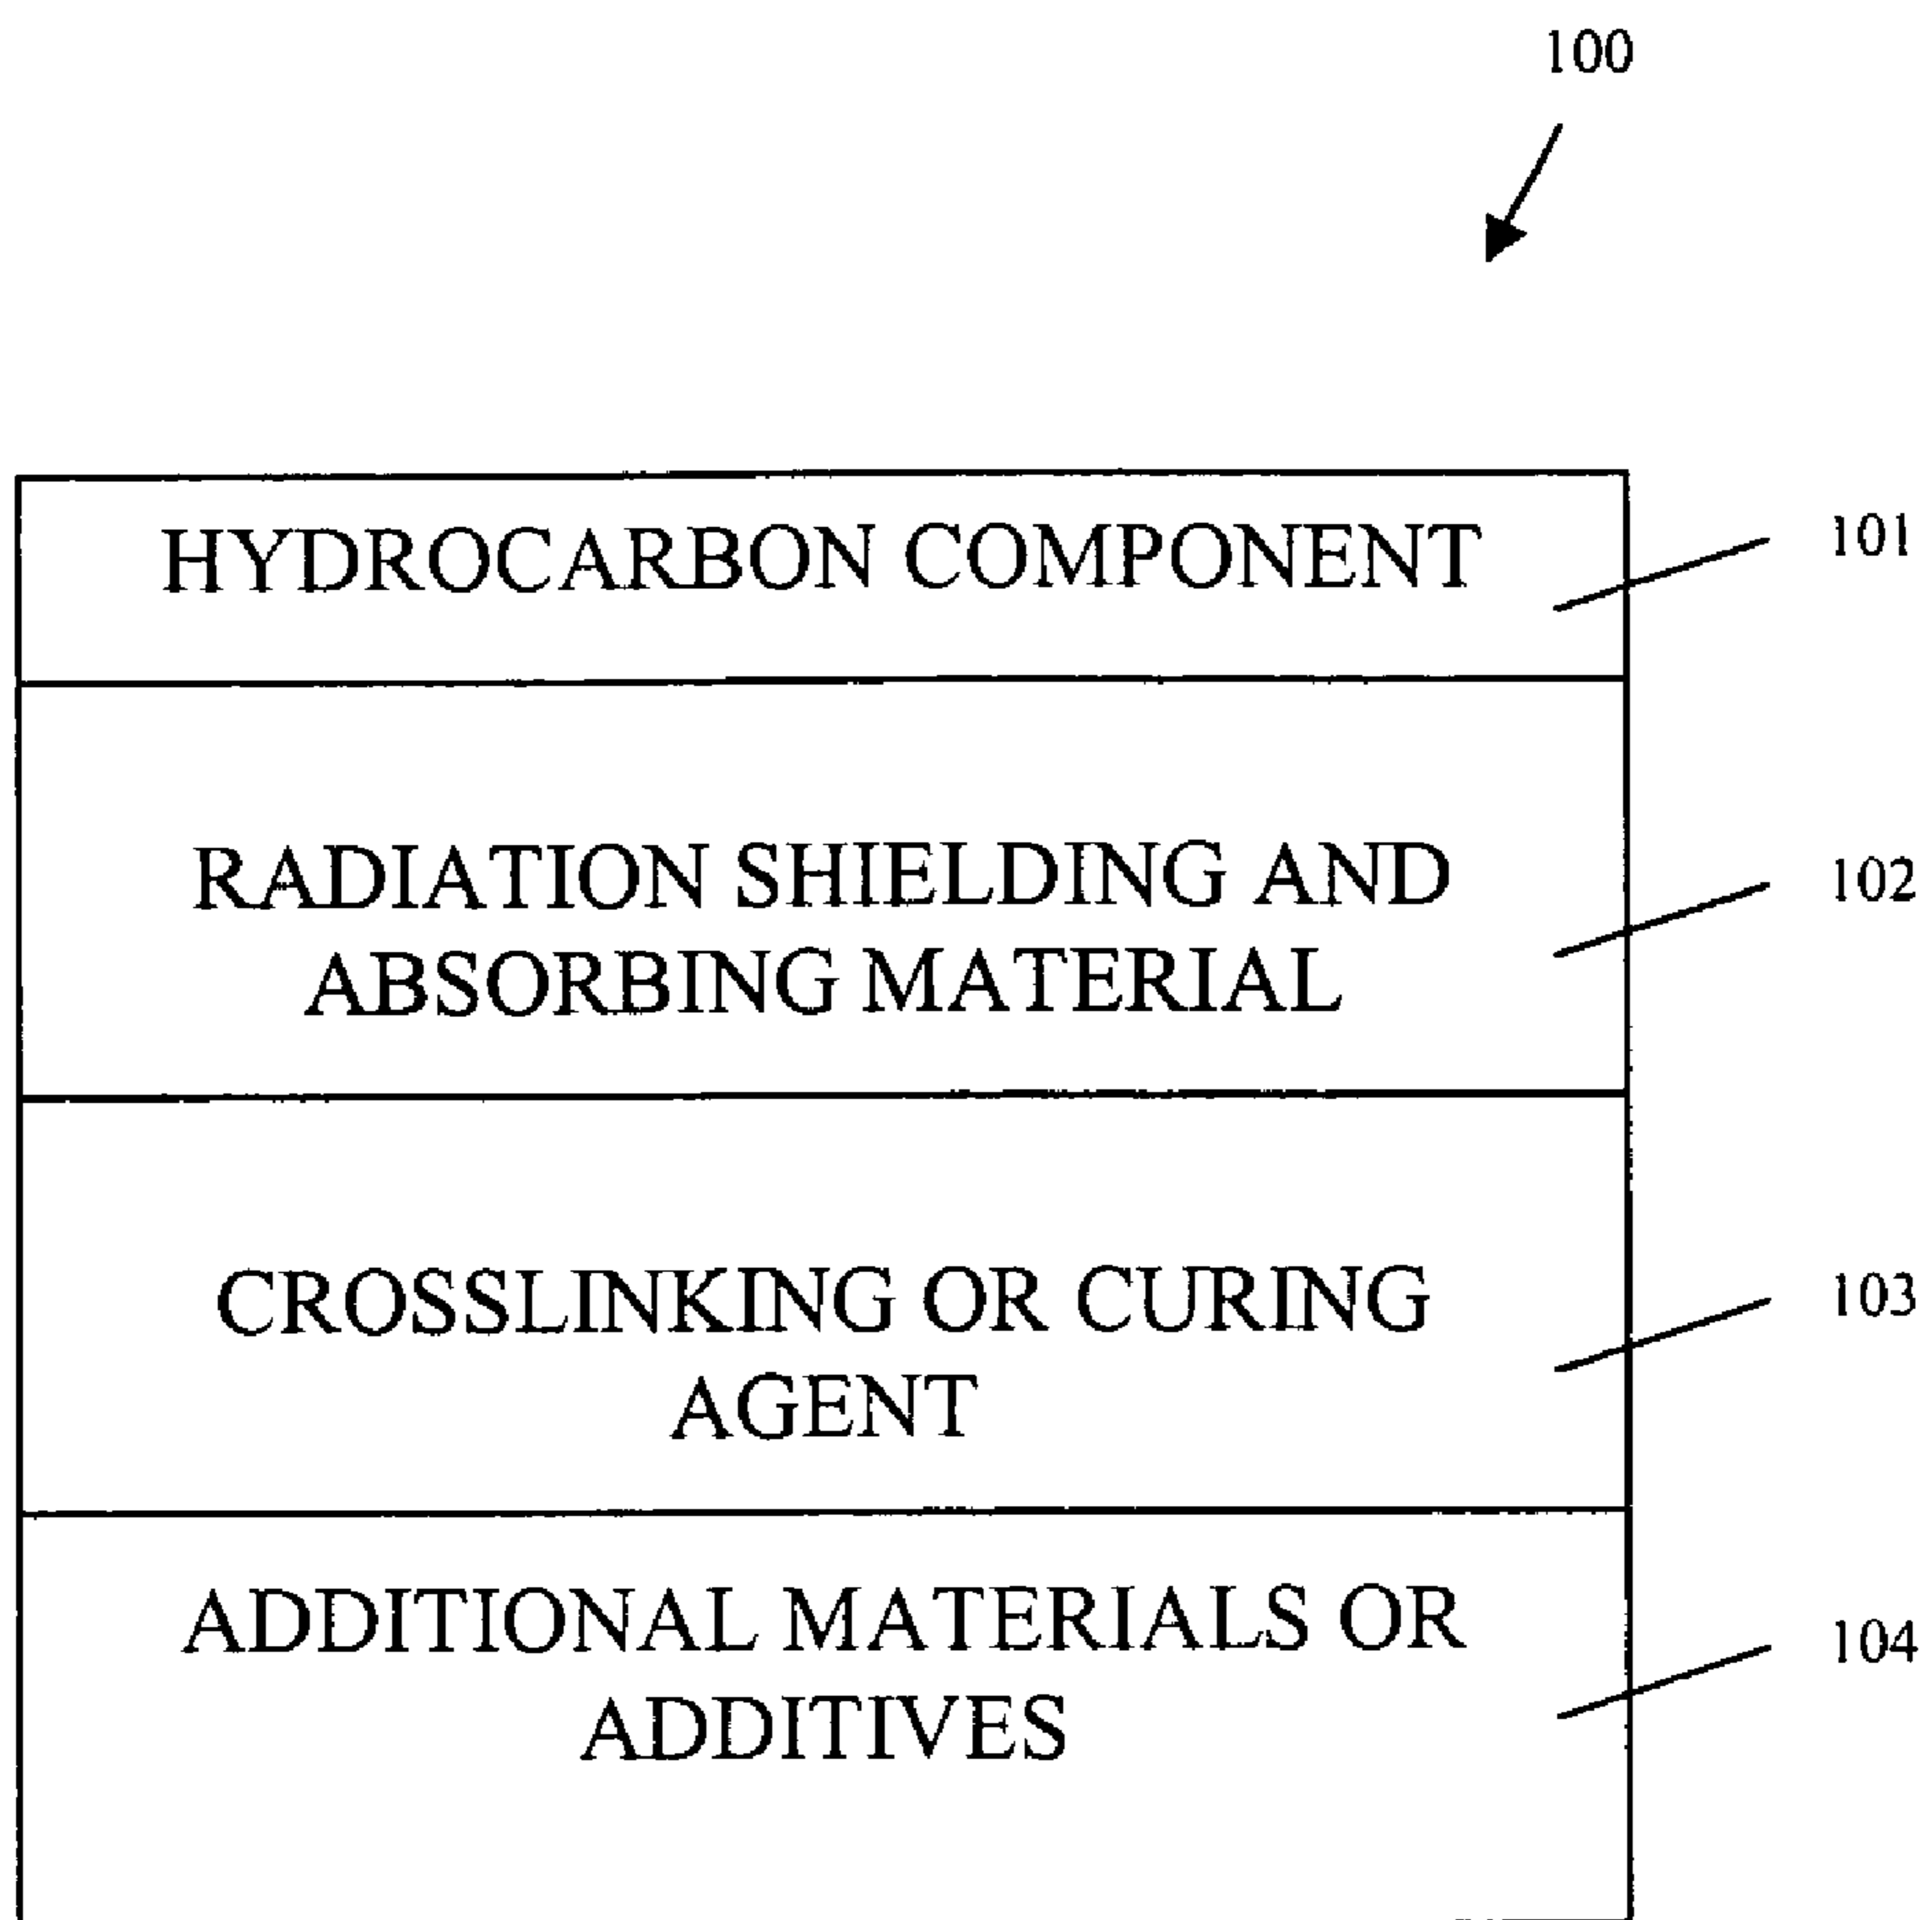 100
HYDROCARBON COMPONENT
101
RADIATION SHIELDING AND
ABSORBING MATERIAL
102
CROSSLINKING OR CURING
AGENT
103
ADDITIONAL MATERIALS OR
ADDITIVES
104